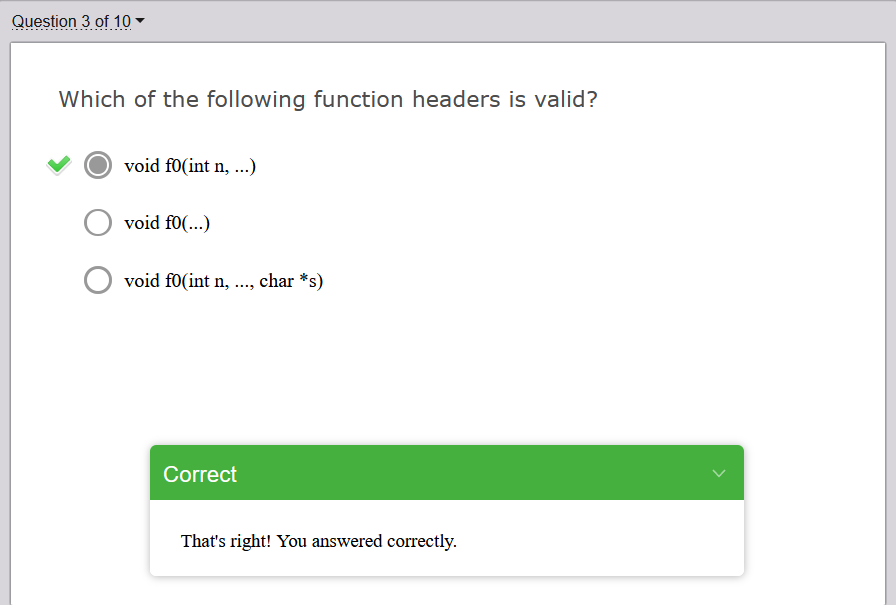 Question 3 of 10
Which of the following function headers is valid?
void f0(int n, ...)
void f0(...)
void f0(int n, ..., char *s)
Correct
That's right! You answered correctly.